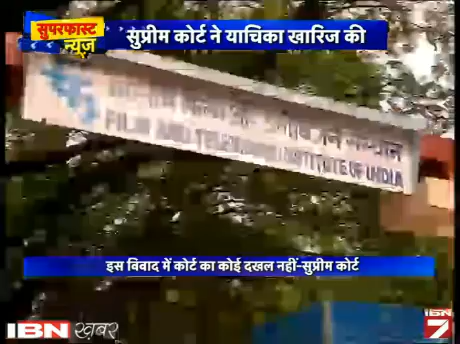 सुपरफास्ट
न्यूज़
सुप्रीम कोर्ट ने याचिका खारिज की
FILM AND TELEVISION INSTITUTE OF INDIA
इस विवाद में कोर्ट का कोई दखल नहीं-सुप्रीम कोर्ट
IBN ख़बर
IBN
7